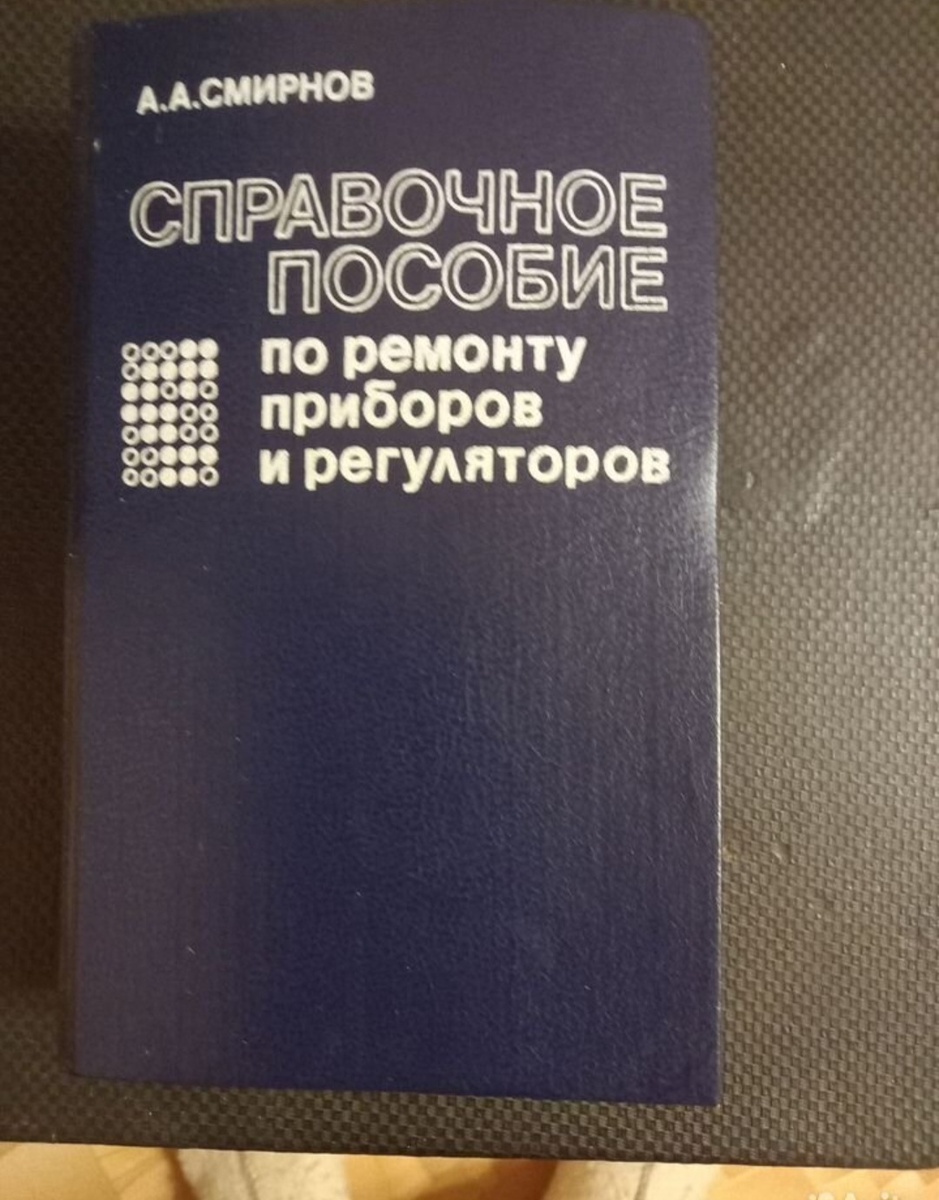 А.А.СМИРНОВ
СПРАВОЧНОЕ
ПОСОБИЕ
по ремонту
приборов
и регуляторов